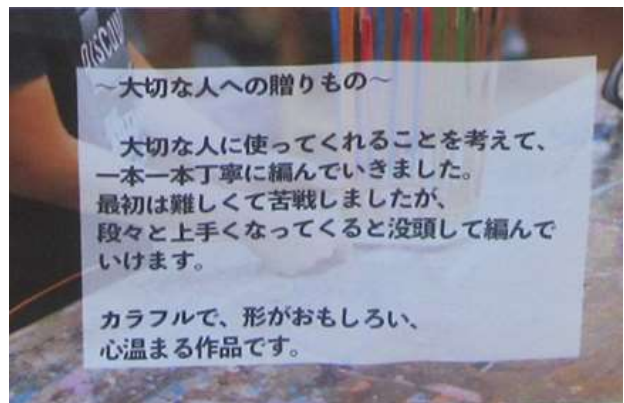 DISCOV
～大切な人への贈りもの～
大切な人に使ってくれることを考えて、
一本一本丁寧に編んでいきました。
最初は難しくて苦戦しましたが、
段々と上手くなってくると没頭して編んで
いけます。
カラフルで、形がおもしろい、
心温まる作品です。